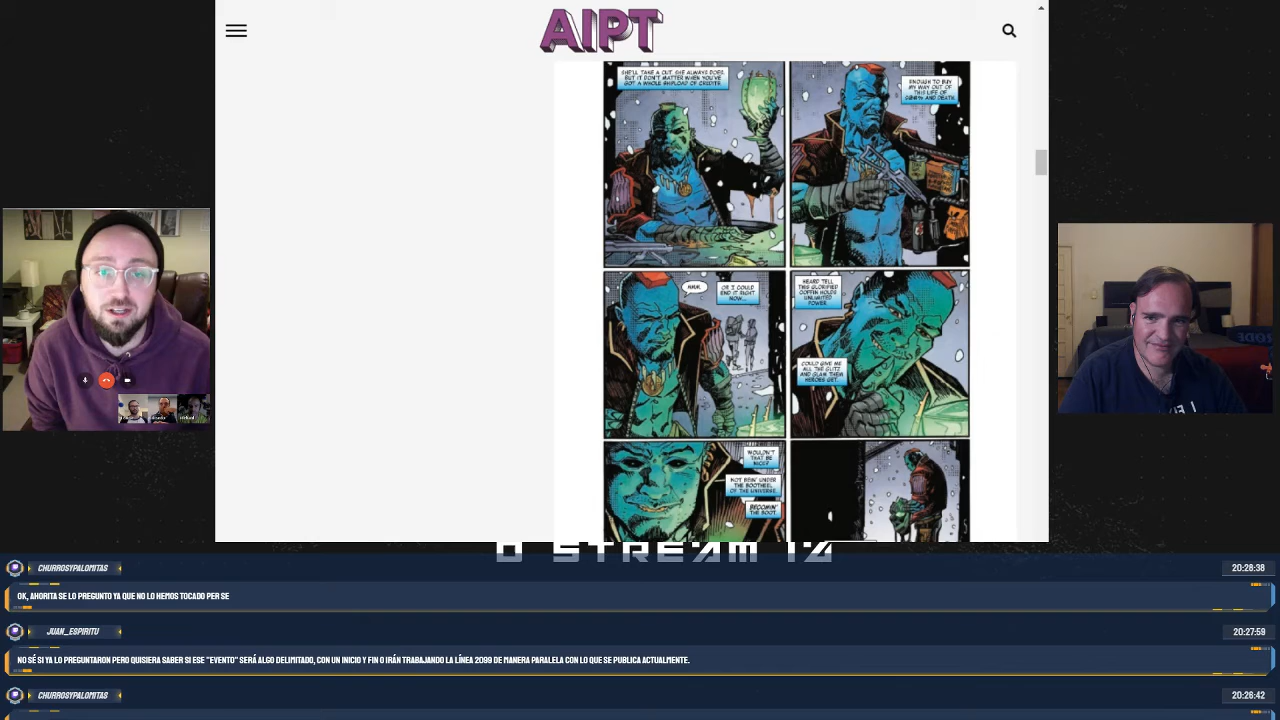 AIPT
SHE'LL TAKE A CUT. SHE ALWAYS DOES.
BUT IT DON'T MATTER WHEN YOU'VE
GOT A WHOLE SHIPLOAD OF CREDITS
ENOUGH TO BUY
MY WAY OUT OF
THIS LIFE OF
AND DEATH.
HMM.
OR I COULD
END IT RIGHT
NOW...
HEARD TELL
THIS GLORIFIED
COFFIN HOLDS
UNLIMITED
POWER.
COULD GIVE ME
ALL THE GLITZ
AND GLAM THEM
HEROES GET.
WOULDN'T
THAT BE
NICE?
NOT BEIN' UNDER
THE BOOTHEEL
OF THE UNIVERSE.
BECOMIN'
THE BOOT.
CHURROSYPALOMITAS
20:26:38
OK, AHORITA SE LO PREGUNTO YA QUE NO LO HEMOS TOCADO PER SE
JUAN_ESPIRITU
20:27:59
NO SÉ SI YA LO PREGUNTARON PERO QUISIERA SABER SI ESE "EVENTO" SERÁ ALGO DELIMITADO, CON UN INICIO Y FIN O IRÁN TRABAJANDO LA LÍNEA 2099 DE MANERA PARALELA CON LO QUE SE PUBLICA ACTUALMENTE.
CHURROSYPALOMITAS
20:26:42